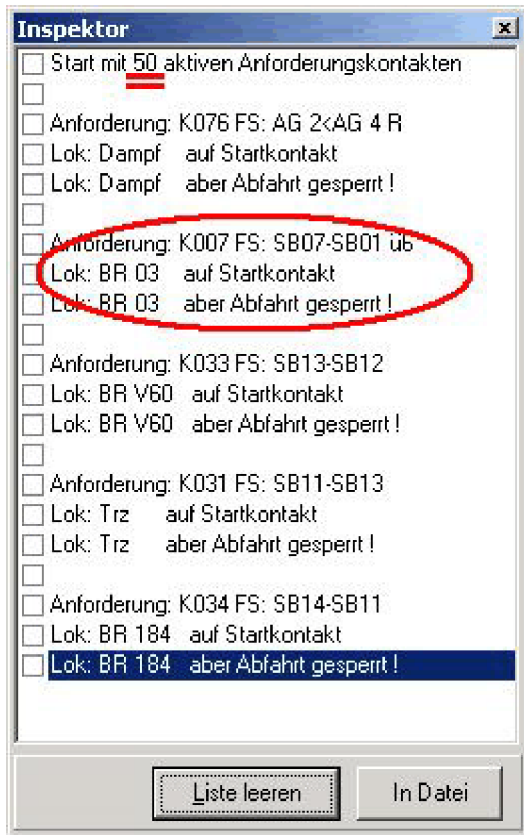 Inspektor
Start mit 50 aktiven Anforderungskontakten
Anforderung: K076 FS: AG 2<AG 4 R
Lok: Dampf auf Startkontakt
Lok: Dampf aber Abfahrt gesperrt !
Anforderung: K007 FS: SB07-SB01 üb
Lok: BR 03 auf Startkontakt
Lok: BR 03 aber Abfahrt gesperrt !
Anforderung: K033 FS: SB13-SB12
Lok: BR V60 auf Startkontakt
Lok: BR V60 aber Abfahrt gesperrt !
Anforderung: K031 FS: SB11-SB13
Lok: Trz auf Startkontakt
Lok: Trz aber Abfahrt gesperrt !
Anforderung: K034 FS: SB14-SB11
Lok: BR 184 auf Startkontakt
Lok: BR 184 aber Abfahrt gesperrt !
Liste leeren In Datei